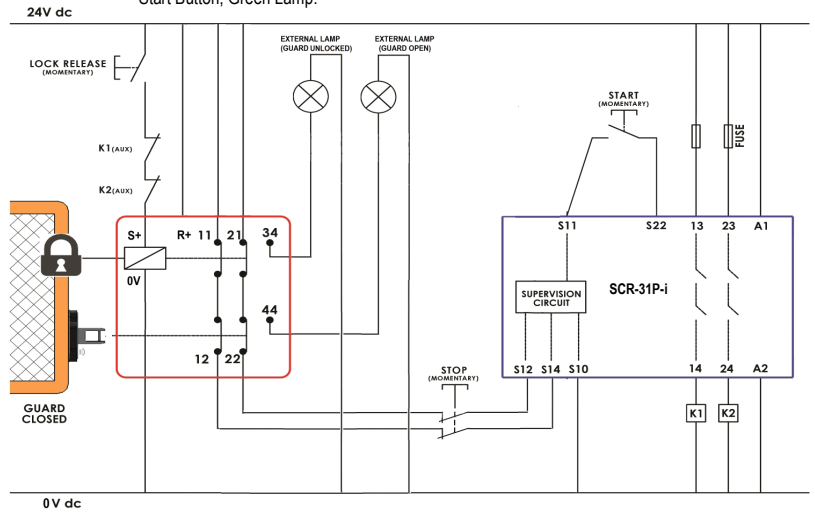 Start Button, Green Lamp.
24V dc
EXTERNAL LAMP
(GUARD UNLOCKED)
EXTERNAL LAMP
(GUARD OPEN)
LOCK RELEASE
(MOMENTARY)
START
(MOMENTARY)
FUSE
K1(AUX)
K2(AUX)
S+ R+ 11 21 34
0V
44
12 22
S11 S22 13 23 A1
SUPERVISION
CIRCUIT
SCR-31P-i
S12 S14 S10 14 24 A2
STOP
(MOMENTARY)
K1 K2
GUARD
CLOSED
0V dc